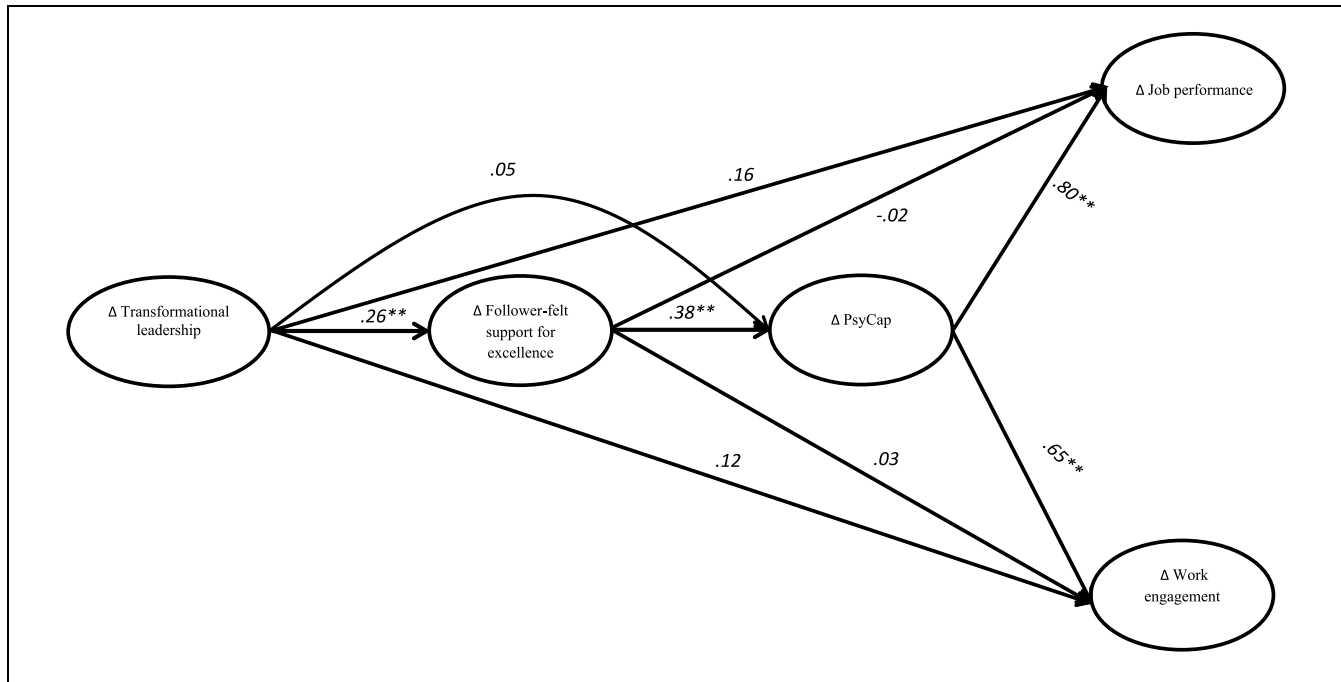 Δ Job performance
.05
.16
.80**
-.02
Δ Transformational
leadership
.26**
Δ Follower-felt
support for
excellence
.38**
Δ PsyCap
.12
.03
.65**
Δ Work
engagement